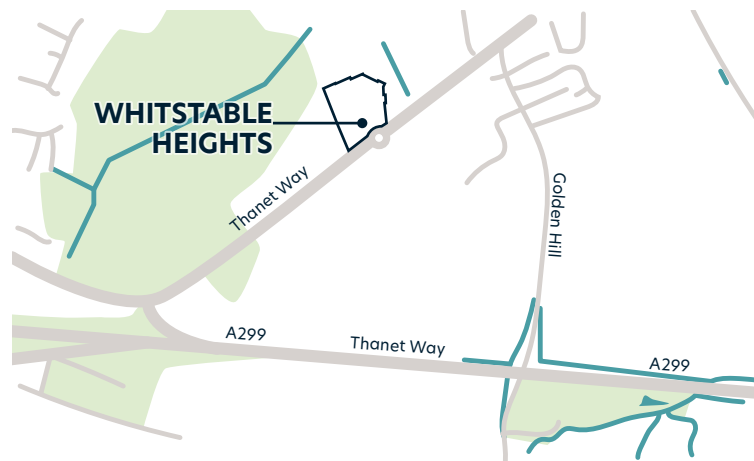 WHITSTABLE
HEIGHTS
Thanet Way
Golden Hill
A299
Thanet Way
A299